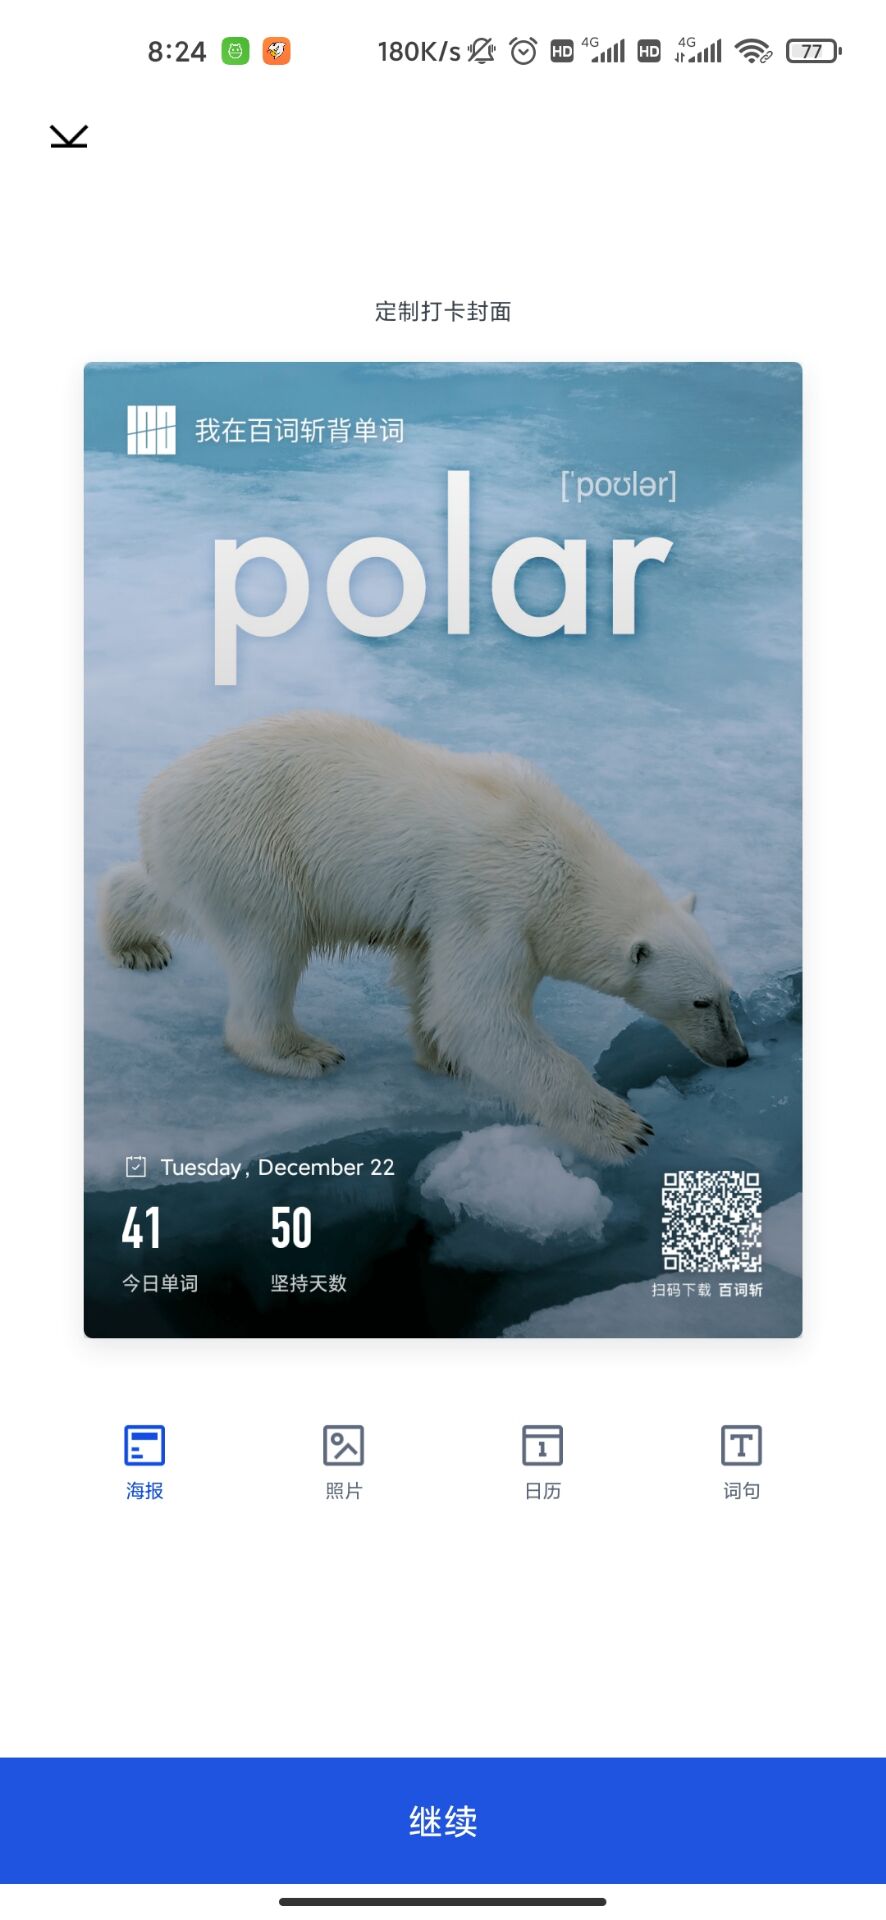 8:24 180K/s HD 4G HD 4G 77
定制打卡封面
100 我在百词斩背单词
['poʊlər]
polar
Tuesday, December 22
41 50
今日单词 坚持天数
扫码下载 百词斩
海报 照片 日历 词句
继续